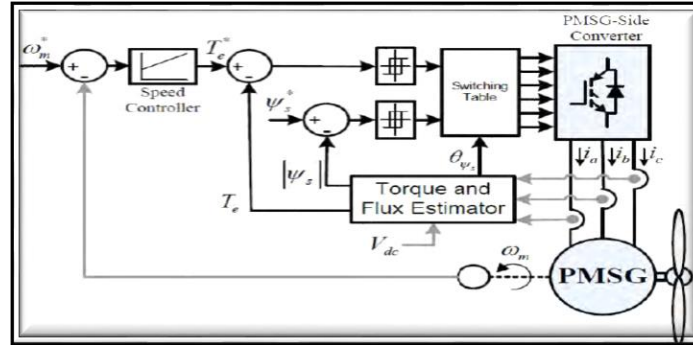 PMSG-Side
Converter
ω*m
T*e
Speed
Controller
ψ*s
Switching
Table
ia ib ic
|ψs|
θψs
Te
Torque and
Flux Estimator
Vdc
ωm
PMSG